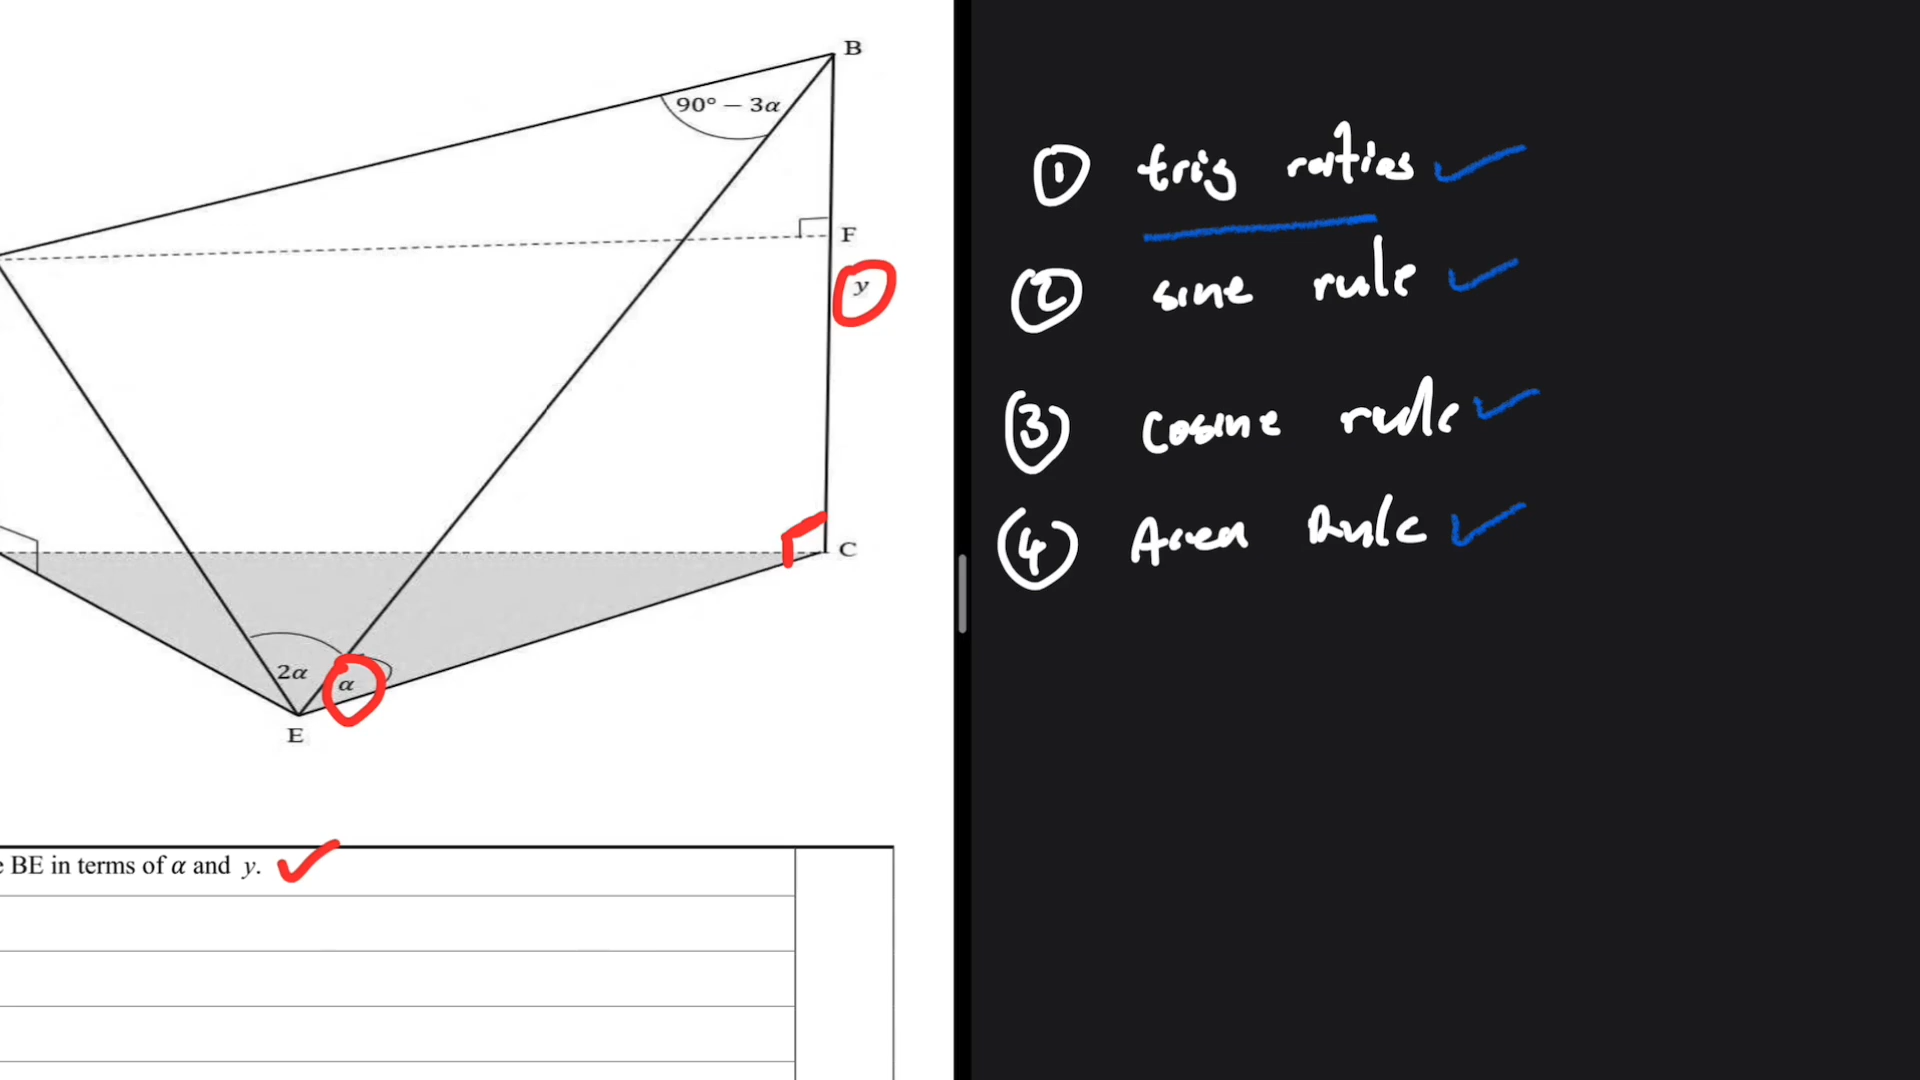 B
90° – 3α
F
y
C
2α
α
E
BE in terms of α and y.
① trig ratios
② sine rule
③ cosine rule
④ Area Rule